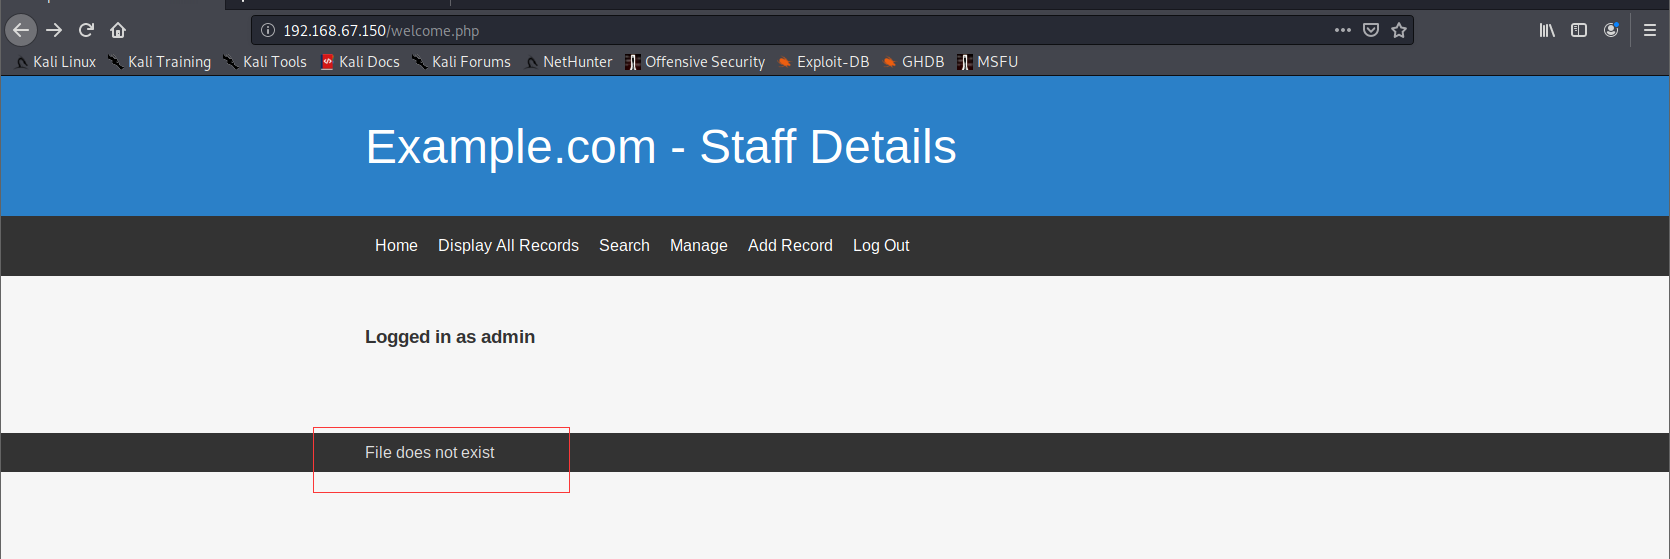 192.168.67.150/welcome.php
Kali Linux Kali Training Kali Tools Kali Docs Kali Forums NetHunter Offensive Security Exploit-DB GHDB MSFU
Example.com - Staff Details
Home Display All Records Search Manage Add Record Log Out
Logged in as admin
File does not exist